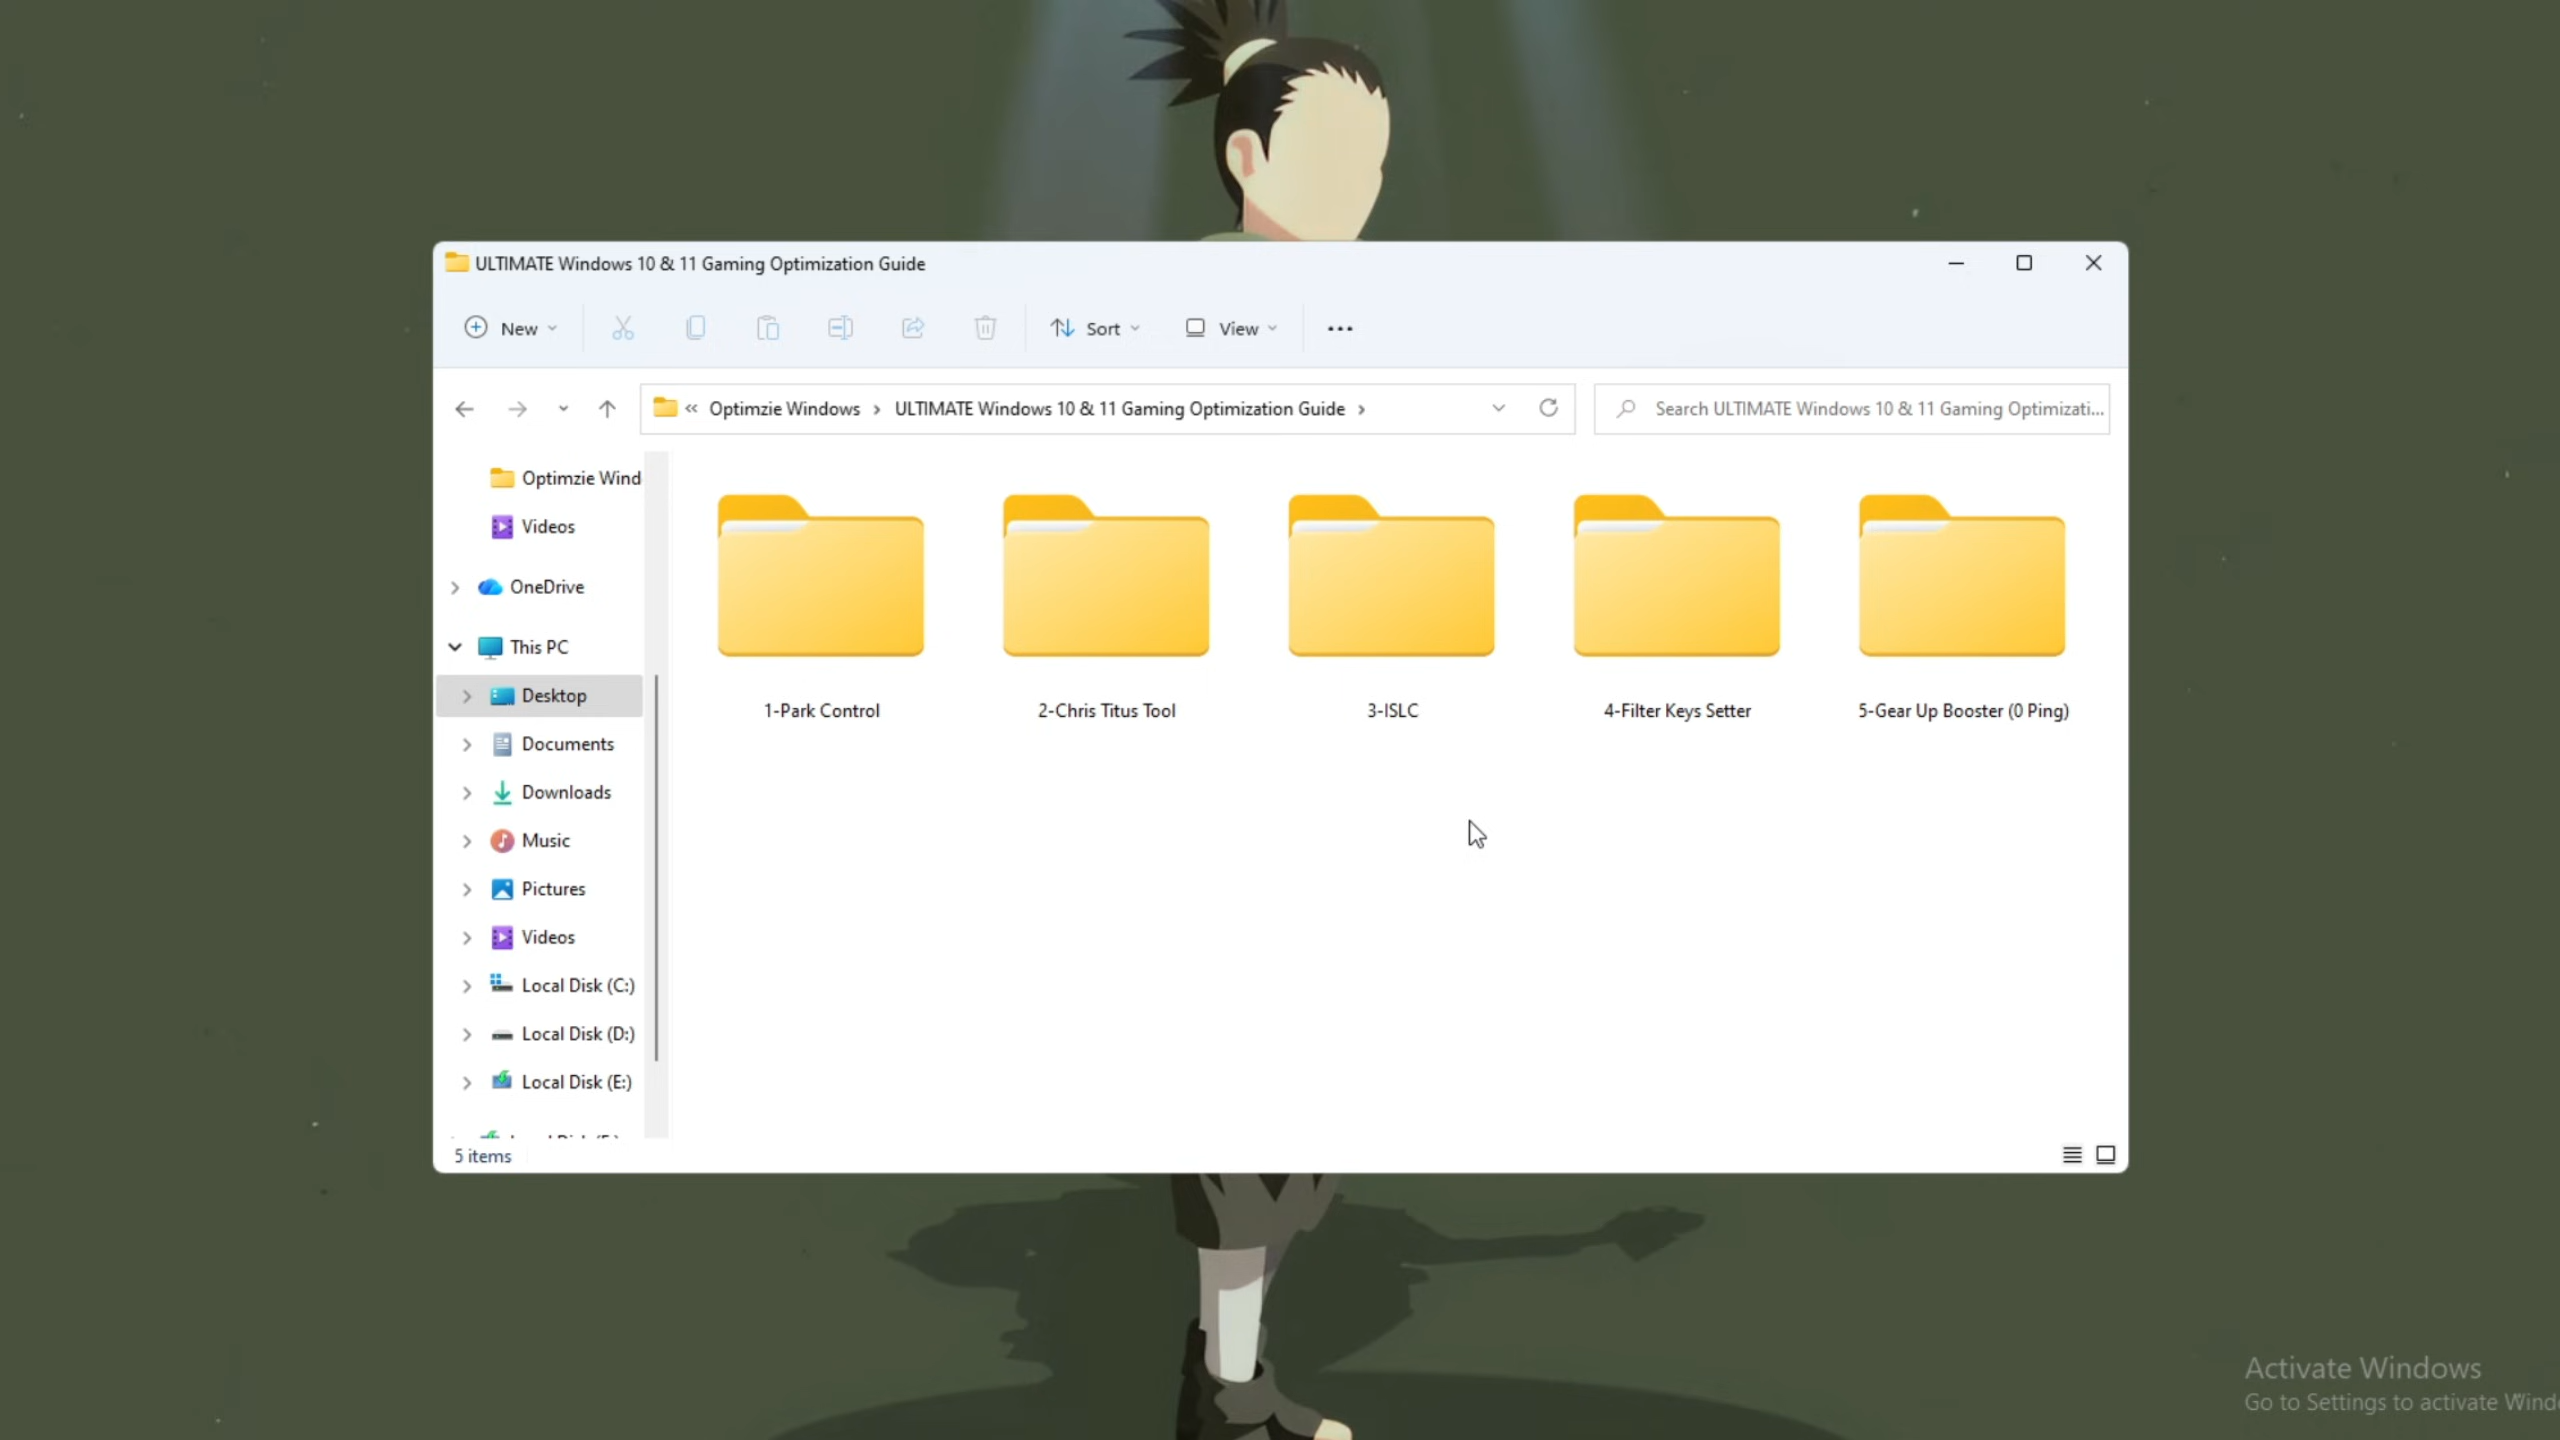 ULTIMATE Windows 10 & 11 Gaming Optimization Guide
New
Sort
View
« Optimzie Windows › ULTIMATE Windows 10 & 11 Gaming Optimization Guide ›
Search ULTIMATE Windows 10 & 11 Gaming Optimizati...
Optimzie Wind
Videos
OneDrive
This PC
Desktop
Documents
Downloads
Music
Pictures
Videos
Local Disk (C:)
Local Disk (D:)
Local Disk (E:)
1-Park Control
2-Chris Titus Tool
3-ISLC
4-Filter Keys Setter
5-Gear Up Booster (0 Ping)
5 items
Activate Windows
Go to Settings to activate Wind